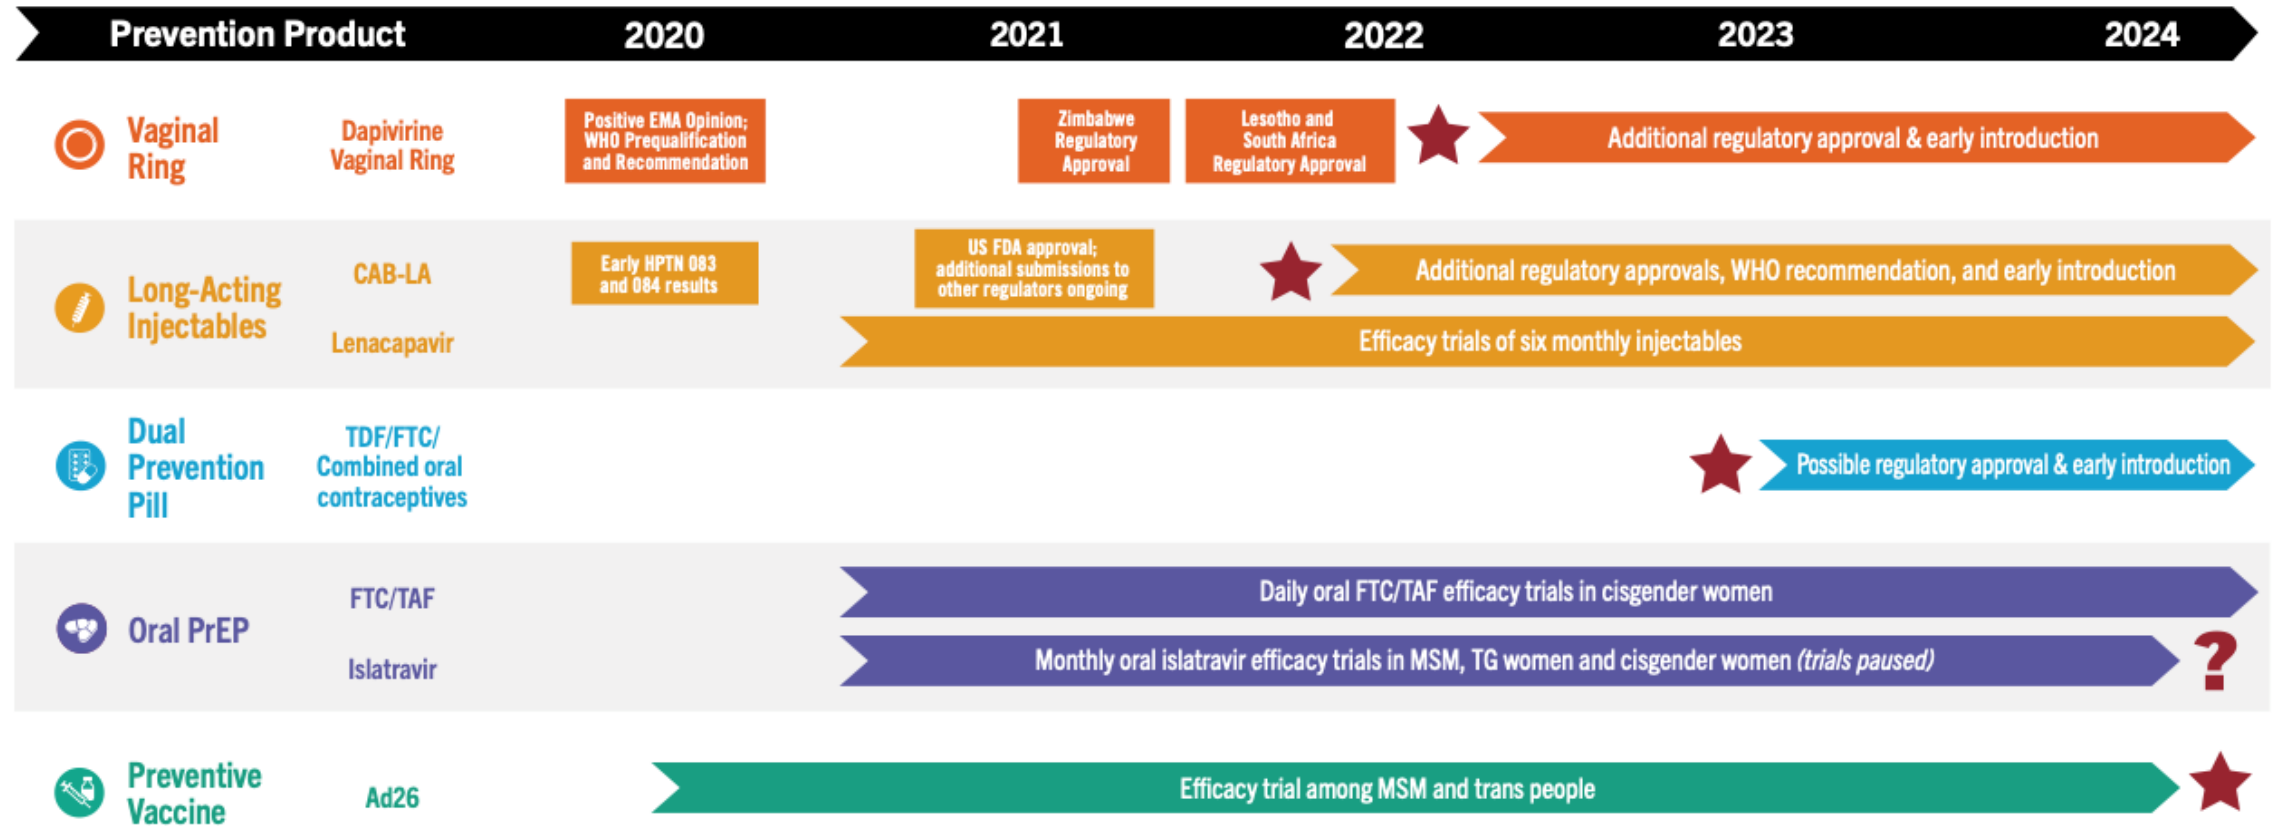 Prevention Product 2020 2021 2022 2023 2024
Vaginal
Ring
Dapivirine
Vaginal Ring
Positive EMA Opinion;
WHO Prequalification
and Recommendation
Zimbabwe
Regulatory
Approval
Lesotho and
South Africa
Regulatory Approval
Additional regulatory approval & early introduction
Long-Acting
Injectables
CAB-LA
Early HPTN 083
and 084 results
US FDA approval;
additional submissions to
other regulators ongoing
Additional regulatory approvals, WHO recommendation, and early introduction
Lenacapavir
Efficacy trials of six monthly injectables
Dual
Prevention
Pill
TDF/FTC/
Combined oral
contraceptives
Possible regulatory approval & early introduction
Oral PrEP
FTC/TAF
Daily oral FTC/TAF efficacy trials in cisgender women
Islatravir
Monthly oral islatravir efficacy trials in MSM, TG women and cisgender women (trials paused)
?
Preventive
Vaccine
Ad26
Efficacy trial among MSM and trans people